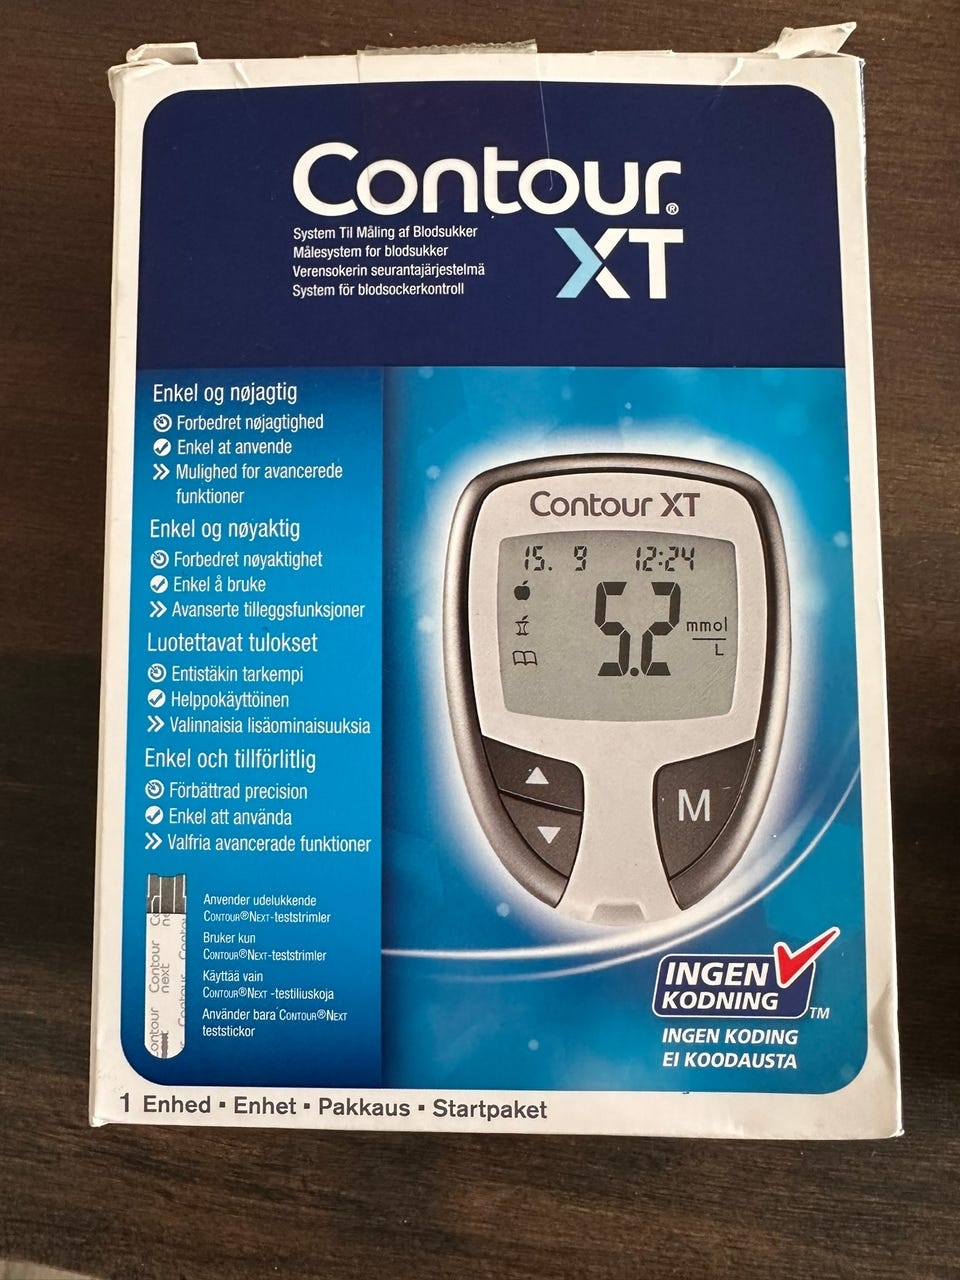 Contour®
XT
System Til Måling af Blodsukker
Målesystem for blodsukker
Verensokerin seurantajärjestelmä
System för blodsockerkontroll
Enkel og nøjagtig
Forbedret nøjagtighed
Enkel at anvende
Mulighed for avancerede
funktioner
Enkel og nøyaktig
Forbedret nøyaktighet
Enkel å bruke
Avanserte tilleggsfunksjoner
Luotettavat tulokset
Entistäkin tarkempi
Helppokäyttöinen
Valinnaisia lisäominaisuuksia
Enkel och tillförlitlig
Förbättrad precision
Enkel att använda
Valfria avancerade funktioner
Contour XT
15. 9 12:24
5.2 mmol
L
M
Contour
next
Anvender udelukkende
CONTOUR®NEXT-teststrimler
Bruker kun
CONTOUR®NEXT-teststrimler
Käyttää vain
CONTOUR®NEXT -testiliuskoja
Använder bara CONTOUR®NEXT
teststickor
INGEN
KODNING
TM
INGEN KODING
EI KOODAUSTA
1 Enhed ▪ Enhet ▪ Pakkaus ▪ Startpaket